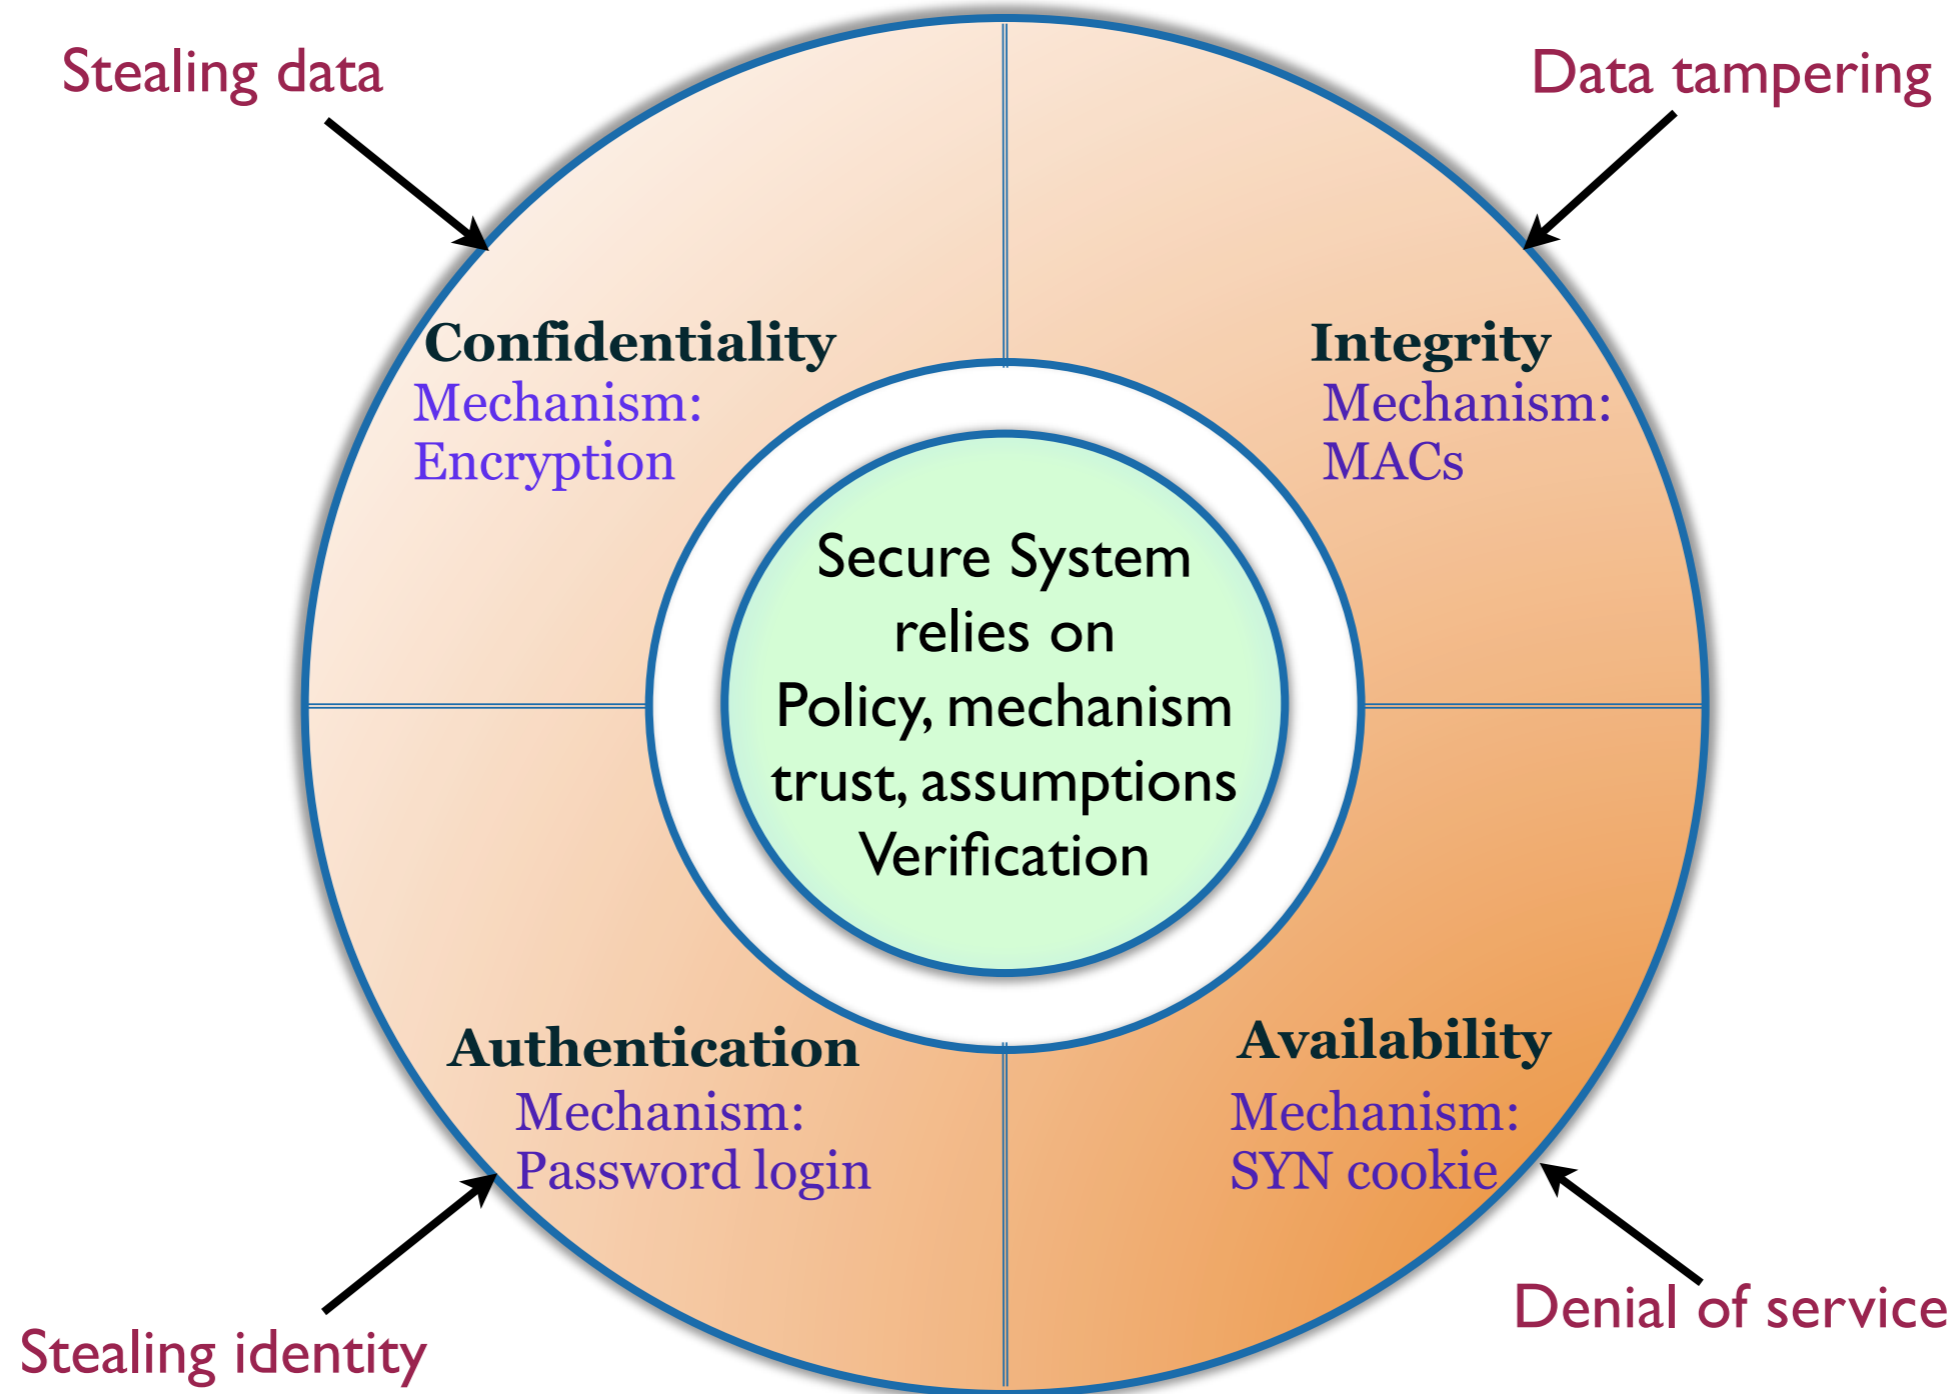 Stealing data
Data tampering
Confidentiality
Mechanism:
Encryption
Integrity
Mechanism:
MACs
Secure System
relies on
Policy, mechanism
trust, assumptions
Verification
Authentication
Mechanism:
Password login
Availability
Mechanism:
SYN cookie
Stealing identity
Denial of service